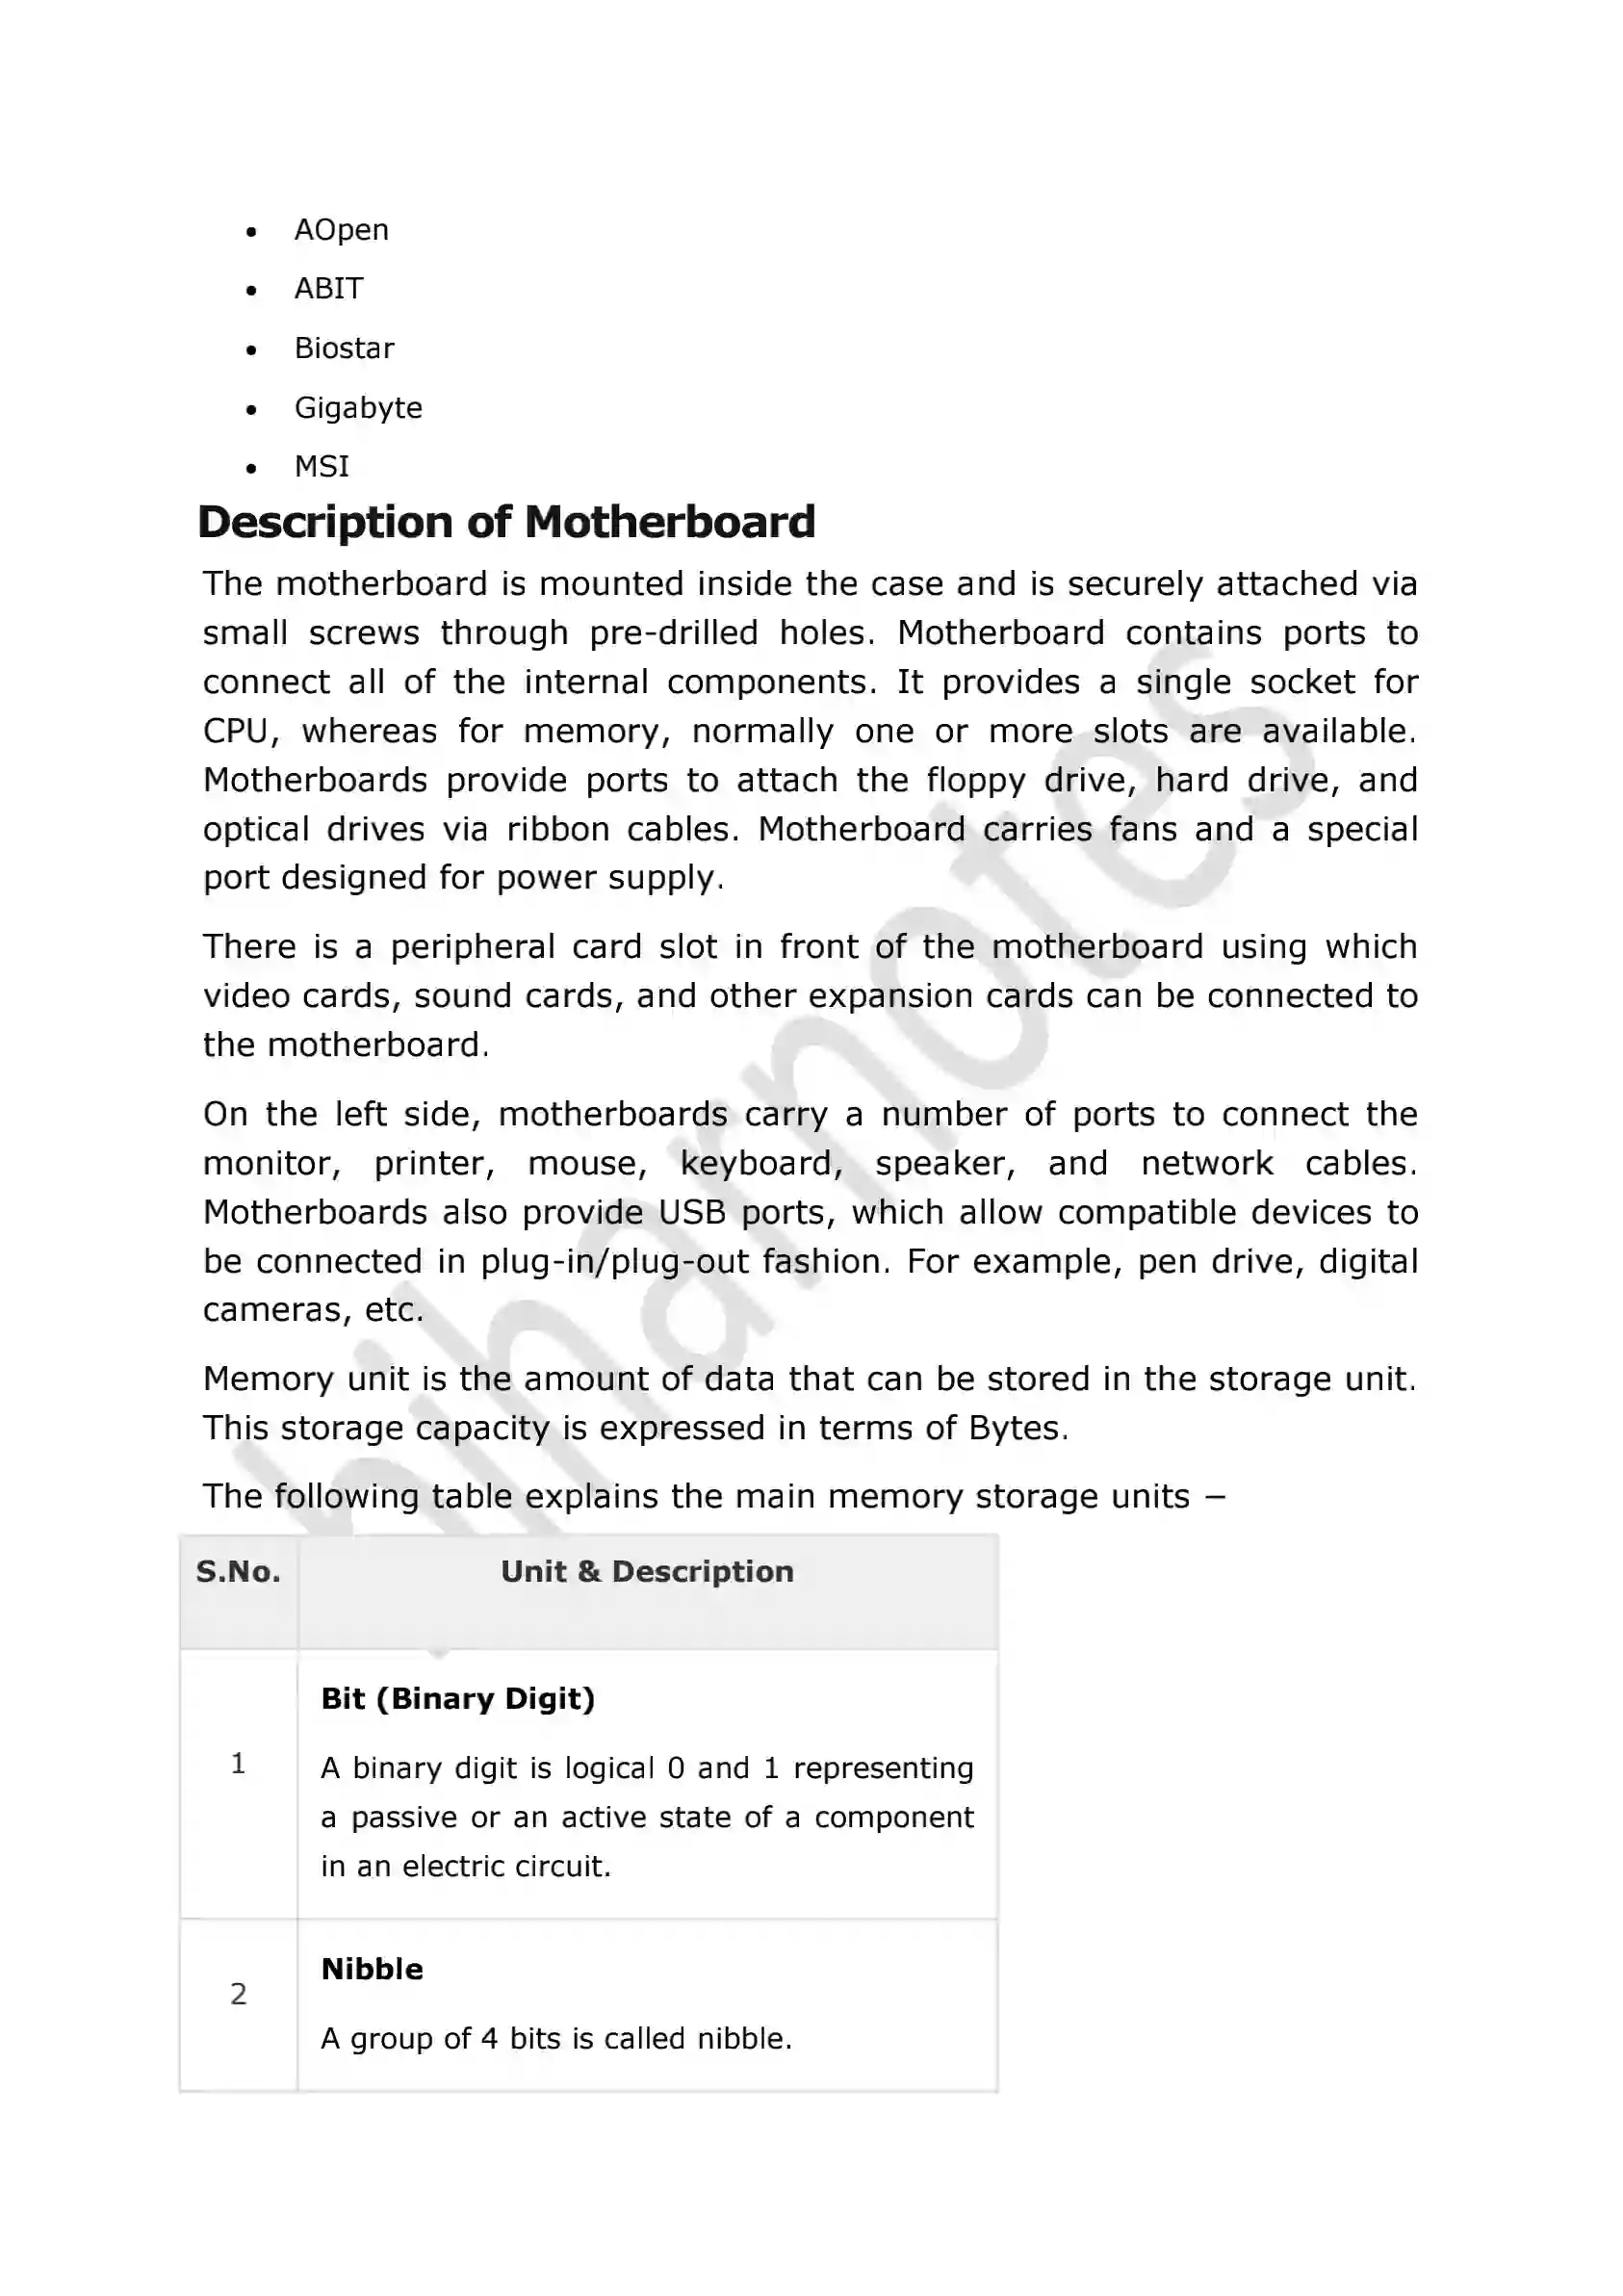 • AOpen
• ABIT
• Biostar
• Gigabyte
• MSI
Description of Motherboard
The motherboard is mounted inside the case and is securely attached via
small screws through pre-drilled holes. Motherboard contains ports to
connect all of the internal components. It provides a single socket for
CPU, whereas for memory, normally one or more slots are available.
Motherboards provide ports to attach the floppy drive, hard drive, and
optical drives via ribbon cables. Motherboard carries fans and a special
port designed for power supply.
There is a peripheral card slot in front of the motherboard using which
video cards, sound cards, and other expansion cards can be connected to
the motherboard.
On the left side, motherboards carry a number of ports to connect the
monitor, printer, mouse, keyboard, speaker, and network cables.
Motherboards also provide USB ports, which allow compatible devices to
be connected in plug-in/plug-out fashion. For example, pen drive, digital
cameras, etc.
Memory unit is the amount of data that can be stored in the storage unit.
This storage capacity is expressed in terms of Bytes.
The following table explains the main memory storage units −
S.No. Unit & Description
Bit (Binary Digit)
1
A binary digit is logical 0 and 1 representing
a passive or an active state of a component
in an electric circuit.
Nibble
2
A group of 4 bits is called nibble.